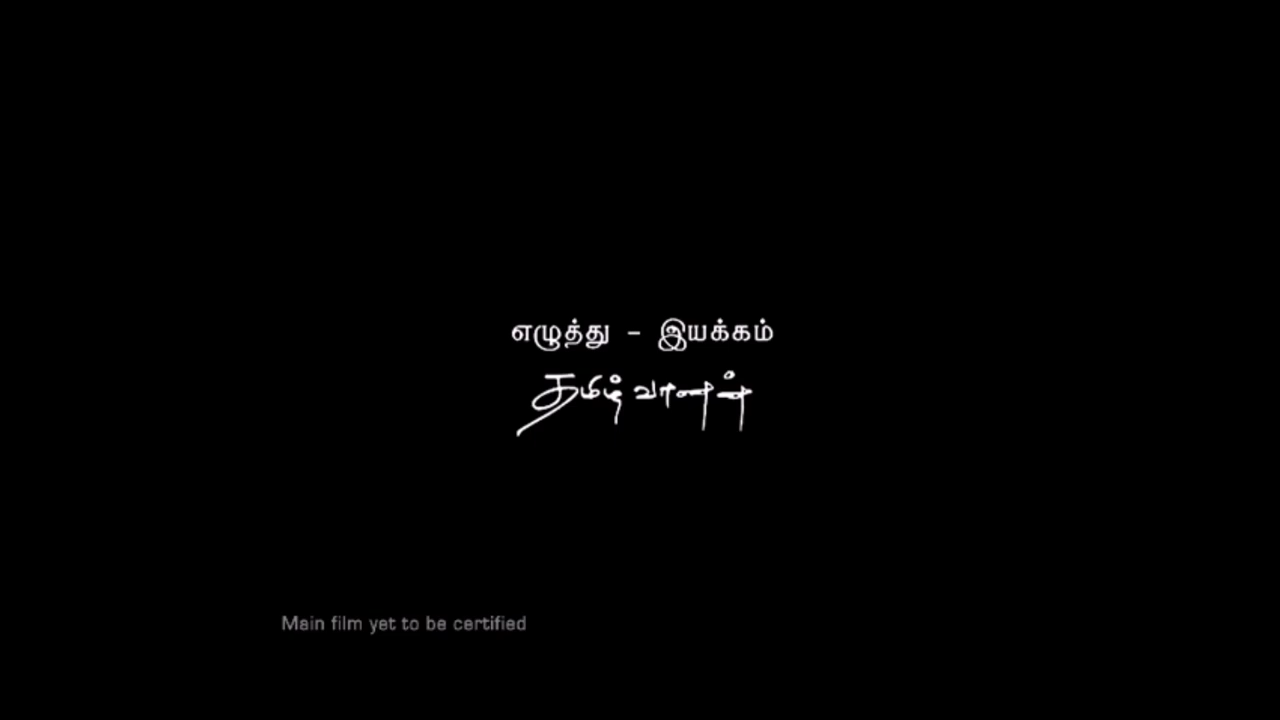 எழுத்து - இயக்கம்
தமிழ் வாணன்
Main film yet to be certified